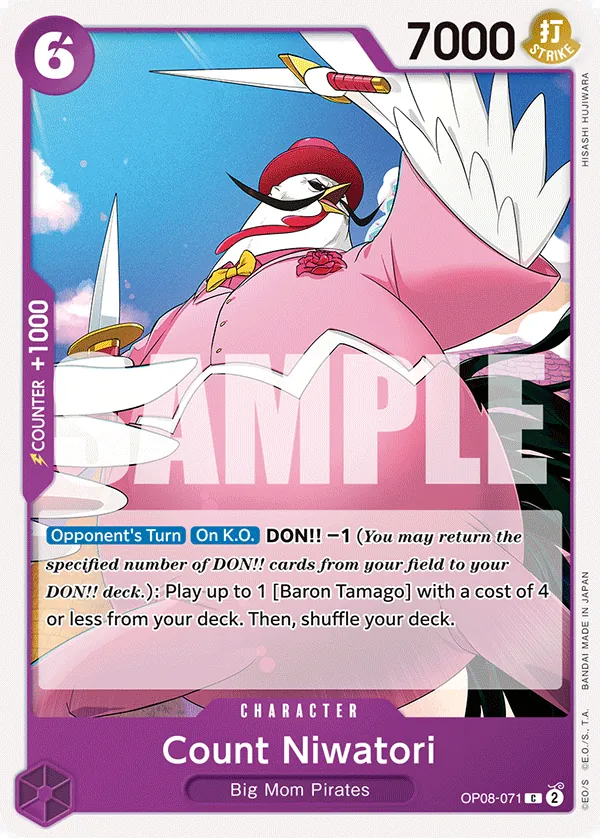 6
7000
打
STRIKE
HISASHI HUJIWARA
COUNTER +1000
SAMPLE
Opponent's Turn On K.O. DON!! −1 (You may return the
specified number of DON!! cards from your field to your
DON!! deck.): Play up to 1 [Baron Tamago] with a cost of 4
or less from your deck. Then, shuffle your deck.
CHARACTER
Count Niwatori
Big Mom Pirates
OP08-071 C 2
©E.O/S ©E.O./S., T.A. BANDAI MADE IN JAPAN